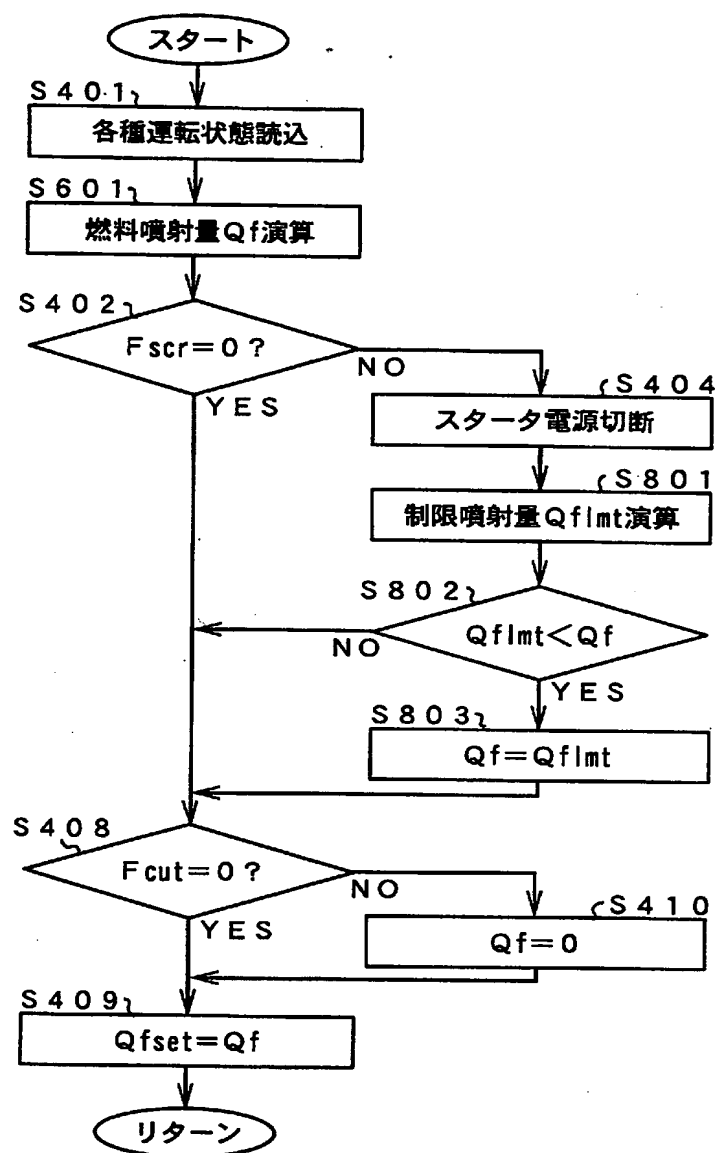 スタート
S401
各種運転状態読込
S601
燃料噴射量Qf演算
S402
Fscr=0?
NO
YES
S404
スタータ電源切断
S801
制限噴射量Qflmt演算
S802
Qflmt<Qf
NO
YES
S803
Qf=Qflmt
S408
Fcut=0?
NO
YES
S410
Qf=0
S409
Qfset=Qf
リターン